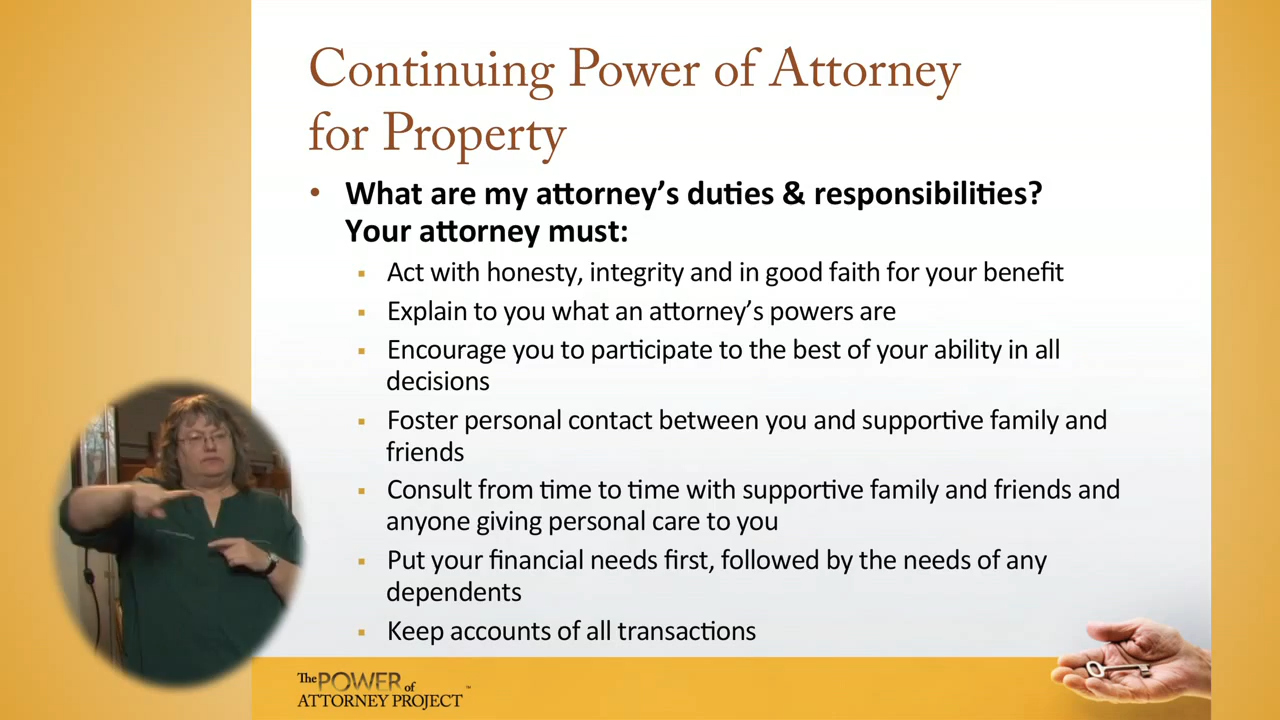 Continuing Power of Attorney
for Property
• What are my attorney's duties & responsibilities?
Your attorney must:
▪ Act with honesty, integrity and in good faith for your benefit
▪ Explain to you what an attorney's powers are
▪ Encourage you to participate to the best of your ability in all
decisions
▪ Foster personal contact between you and supportive family and
friends
▪ Consult from time to time with supportive family and friends and
anyone giving personal care to you
▪ Put your financial needs first, followed by the needs of any
dependents
▪ Keep accounts of all transactions
The POWER of
ATTORNEY PROJECT™